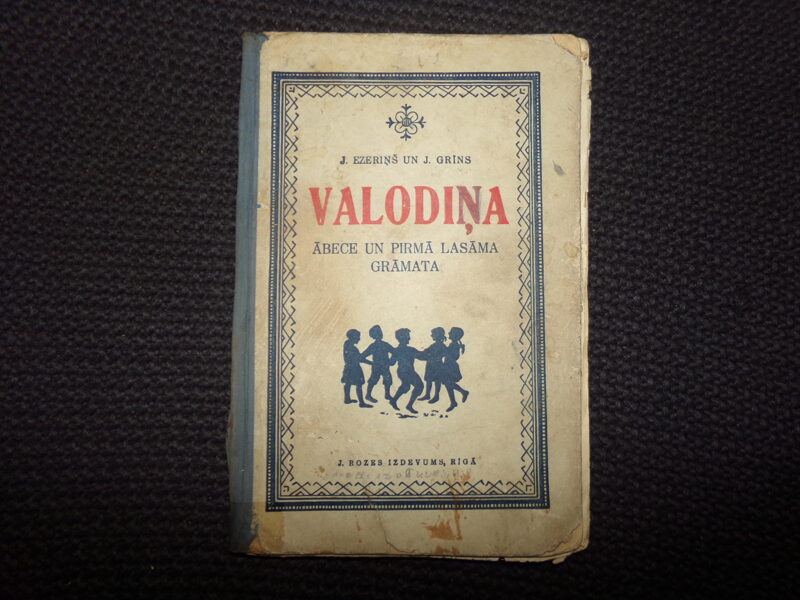 J. EZERIŅŠ UN J. GRĪNS
VALODIŅA
ĀBECE UN PIRMĀ LASĀMA
GRĀMATA
J. ROZES IZDEVUMS, RĪGĀ